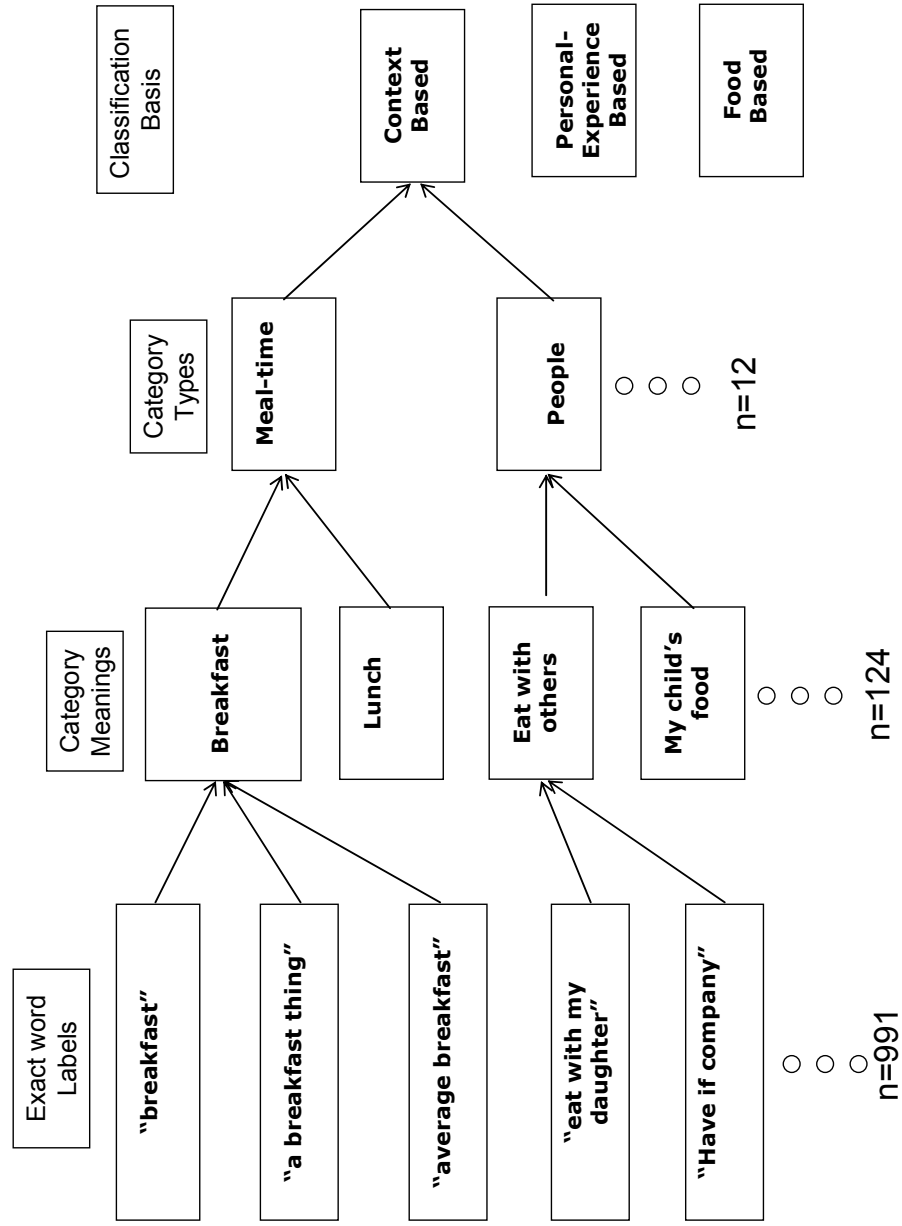 Exact word
Labels
"breakfast"
"a breakfast thing"
"average breakfast"
"eat with my
daughter"
"Have if company"
n=991
Category
Meanings
Breakfast
Lunch
Eat with
others
My child's
food
n=124
Category
Types
Meal-time
People
n=12
Classification
Basis
Context
Based
Personal-
Experience
Based
Food
Based